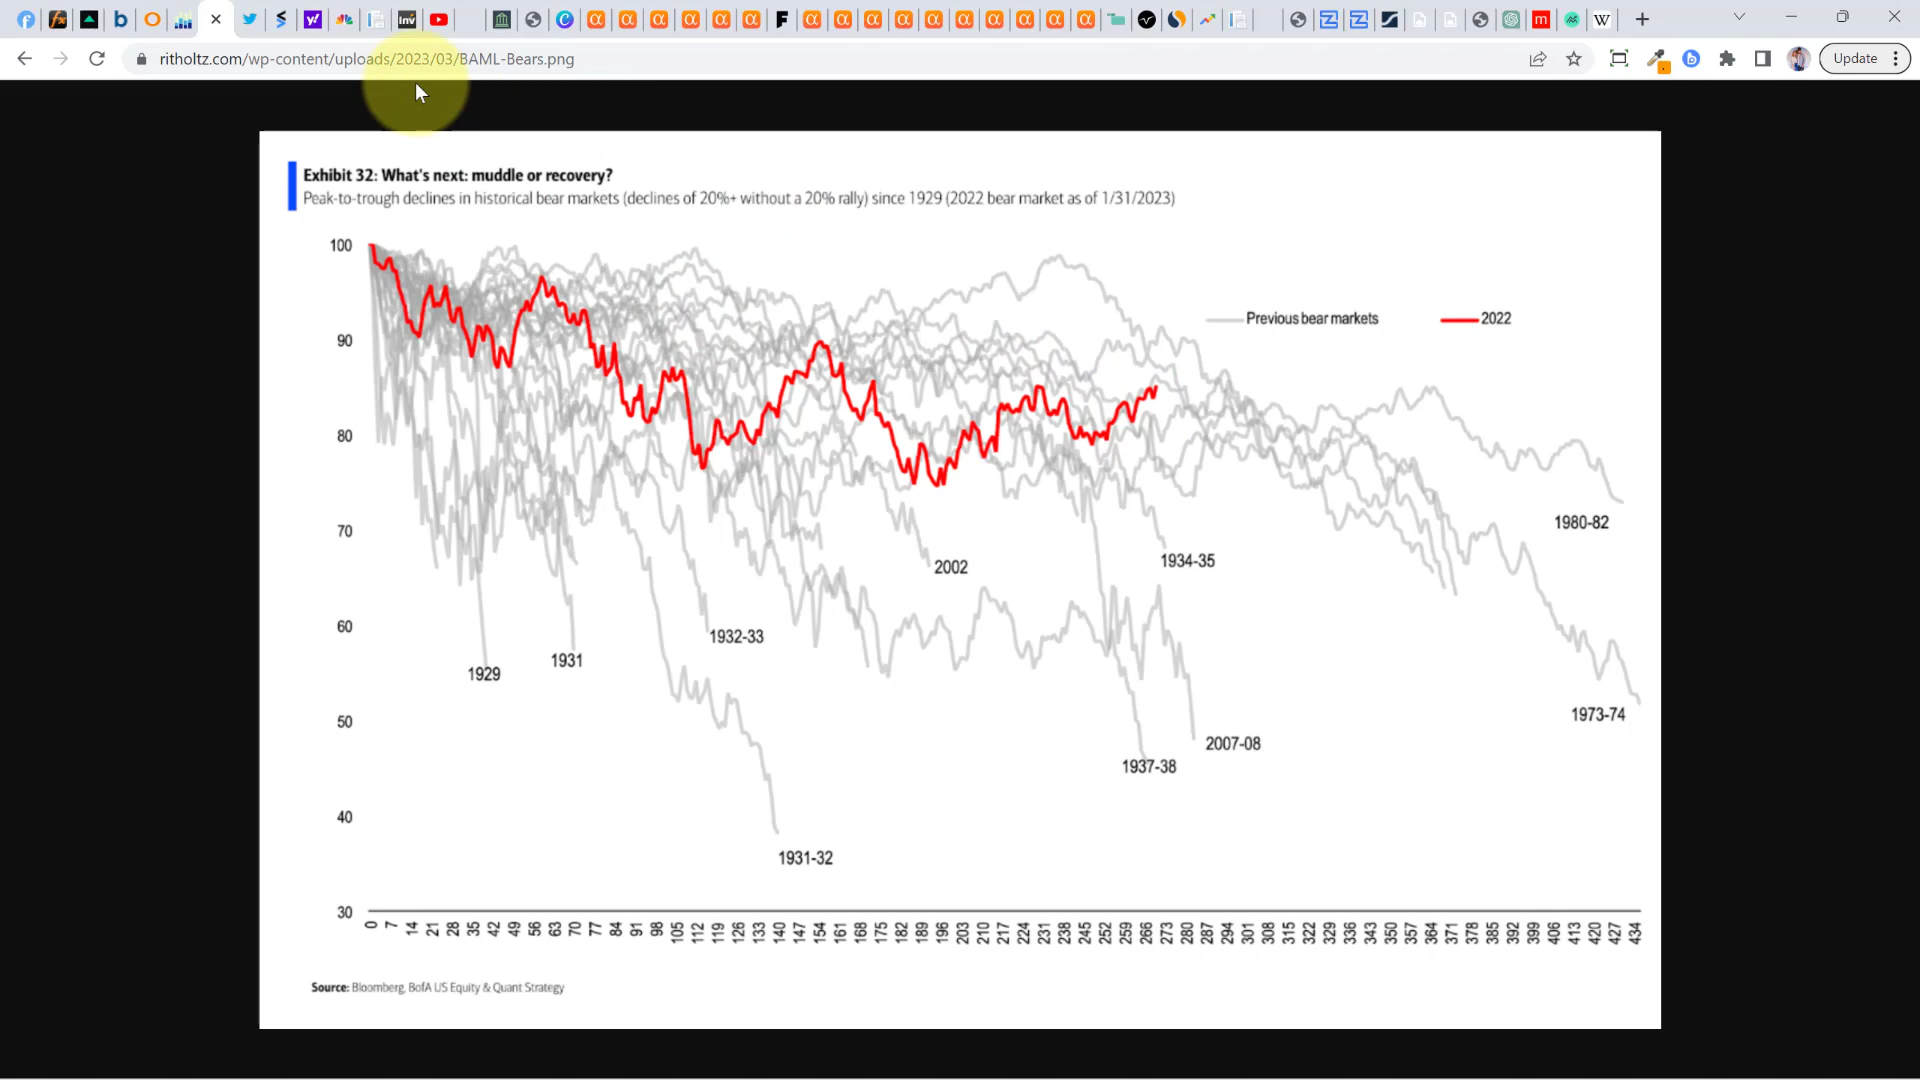 ritholtz.com/wp-content/uploads/2023/03/BAML-Bears.png
Update
Exhibit 32: What's next: muddle or recovery?
Peak-to-trough declines in historical bear markets (declines of 20%+ without a 20% rally) since 1929 (2022 bear market as of 1/31/2023)
100
90
80
70
60
50
40
30
Previous bear markets
2022
1980-82
2002
1934-35
1932-33
1931
1929
1973-74
2007-08
1937-38
1931-32
0 7 14 21 28 35 42 49 56 63 70 77 84 91 98 105 112 119 126 133 140 147 154 161 168 175 182 189 196 203 210 217 224 231 238 245 252 259 266 273 280 287 294 301 308 315 322 329 336 343 350 357 364 371 378 385 392 399 406 413 420 427 434
Source: Bloomberg, BofA US Equity & Quant Strategy